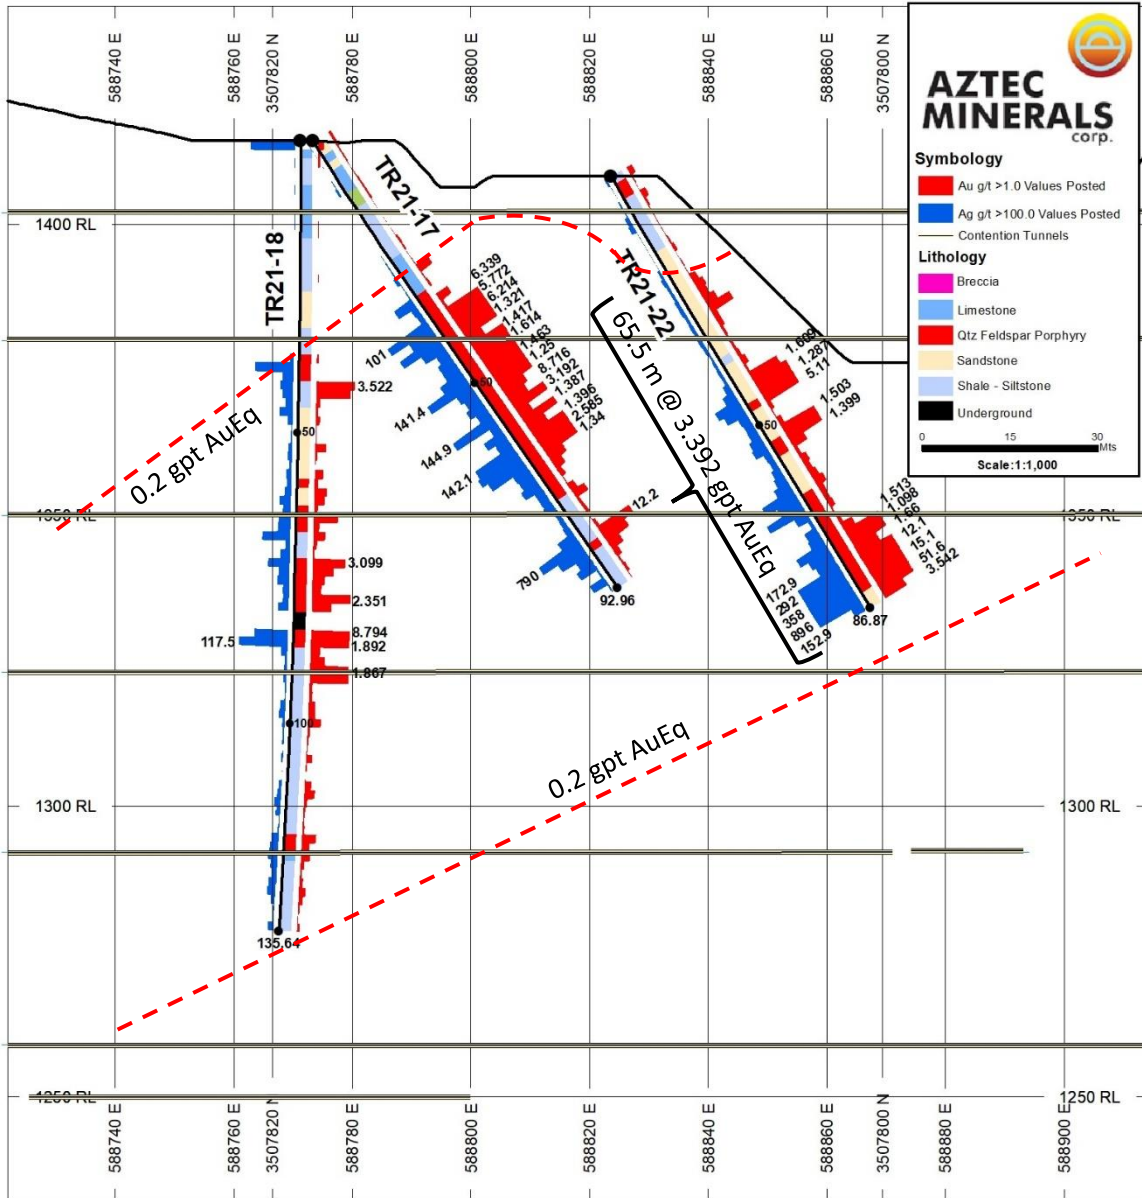 588740 E
588760 E
3507820 N
588780 E
588800 E
588820 E
588840 E
588860 E
3507800 N
AZTEC
MINERALS
corp.
Symbology
Au g/t >1.0 Values Posted
Ag g/t >100.0 Values Posted
Contention Tunnels
Lithology
Breccia
Limestone
Qtz Feldspar Porphyry
Sandstone
Shale - Siltstone
Underground
0 15 30
Mts
Scale:1:1,000
1400 RL
TR21-18
TR21-17
TR21-22
6.339
5.772
6.214
1.321
1.417
1.614
1.463
1.25
8.716
3.192
1.387
1.396
2.585
1.34
101
141.4
144.9
142.1
50
12.2
790
92.96
65.5 m @ 3.392 gpt AuEq
1.609
1.287
5.11
1.503
1.399
50
1.513
1.098
1.66
12.1
15.1
51.6
3.542
172.9
292
358
896
152.9
86.87
0.2 gpt AuEq
3.522
50
1350 RL
1350 RL
3.099
2.351
8.794
1.892
1.867
117.5
100
135.64
0.2 gpt AuEq
1300 RL
1300 RL
1250 RL
1250 RL
588740 E
588760 E
3507820 N
588780 E
588800 E
588820 E
588840 E
588860 E
3507800 N
588880 E
588900 E